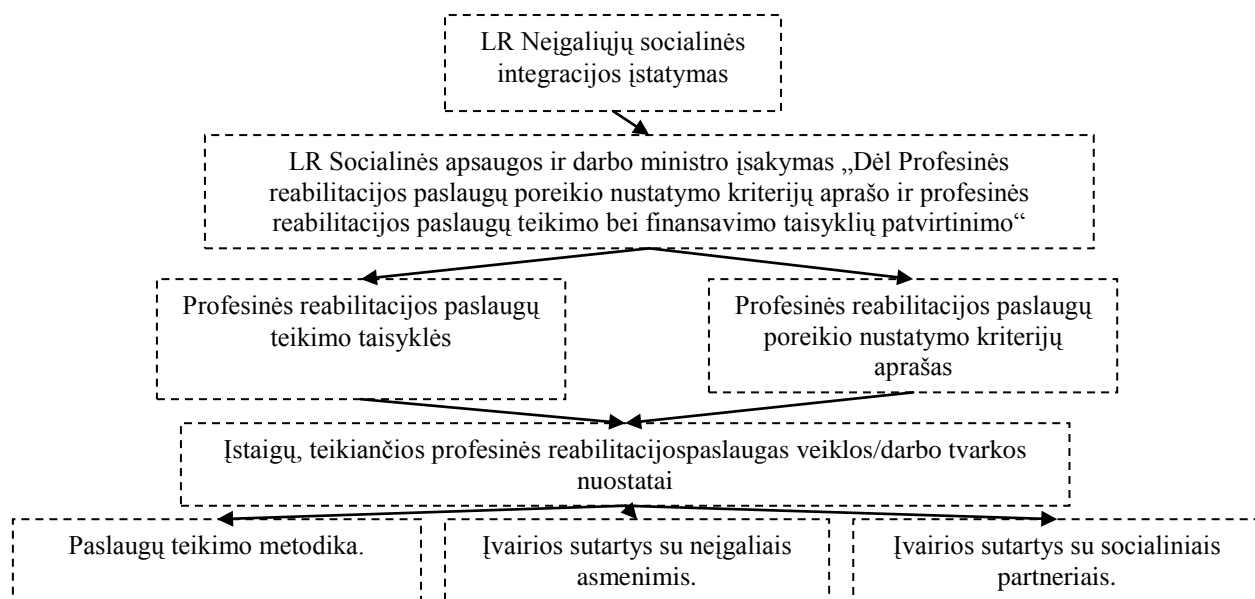 LR Neįgaliųjų socialinės
integracijos įstatymas
LR Socialinės apsaugos ir darbo ministro įsakymas „Dėl Profesinės
reabilitacijos paslaugų poreikio nustatymo kriterijų aprašo ir profesinės
reabilitacijos paslaugų teikimo bei finansavimo taisyklių patvirtinimo“
Profesinės reabilitacijos paslaugų
teikimo taisyklės
Profesinės reabilitacijos paslaugų
poreikio nustatymo kriterijų
aprašas
Įstaigų, teikiančios profesinės reabilitacijospaslaugas veiklos/darbo tvarkos
nuostatai
Paslaugų teikimo metodika.
Įvairios sutartys su neįgaliais
asmenimis.
Įvairios sutartys su socialiniais
partneriais.